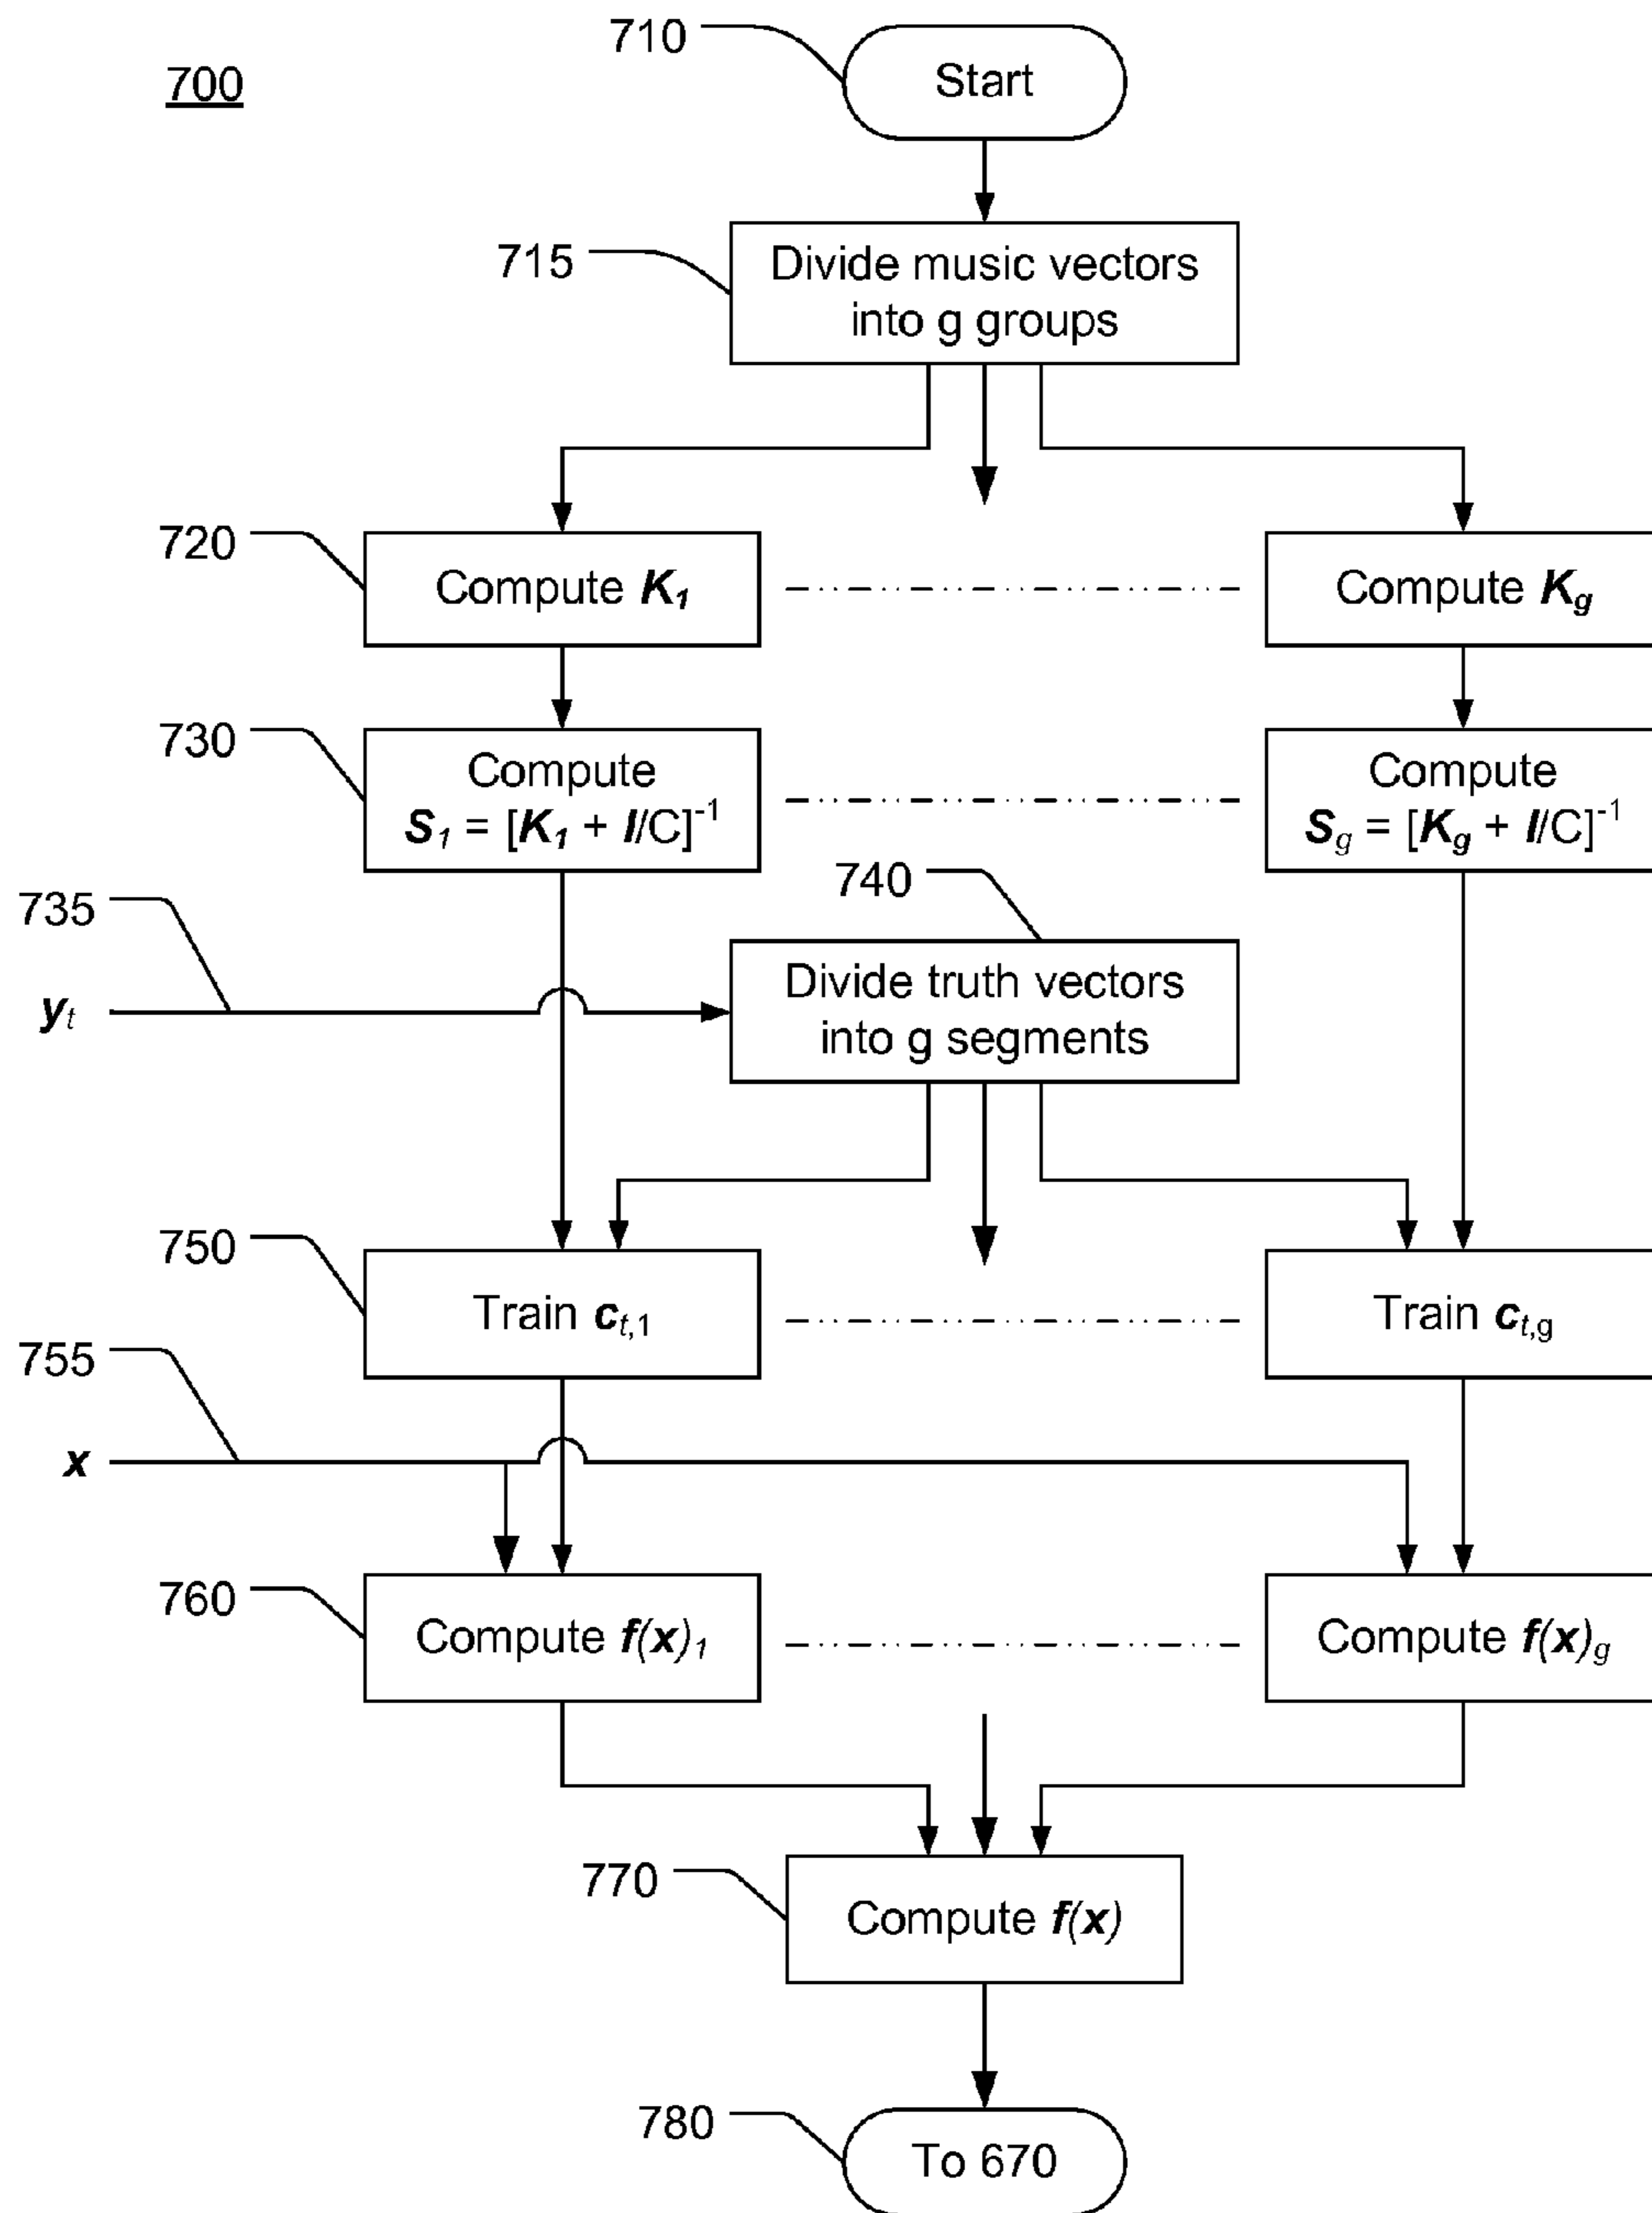 710
Start
700
715
Divide music vectors
into g groups
720
Compute K1
Compute Kg
730
Compute
S1 = [K1 + I/C]-1
Compute
Sg = [Kg + I/C]-1
740
735
Divide truth vectors
into g segments
yt
750
Train ct,1
Train ct,g
755
x
760
Compute f(x)1
Compute f(x)g
770
Compute f(x)
780
To 670